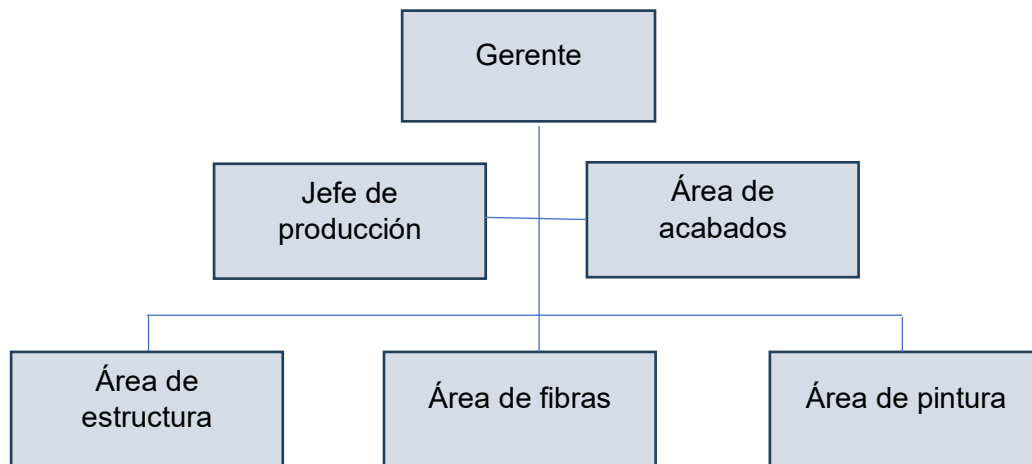 Gerente
Jefe de
producción
Área de
acabados
Área de
estructura
Área de fibras
Área de pintura